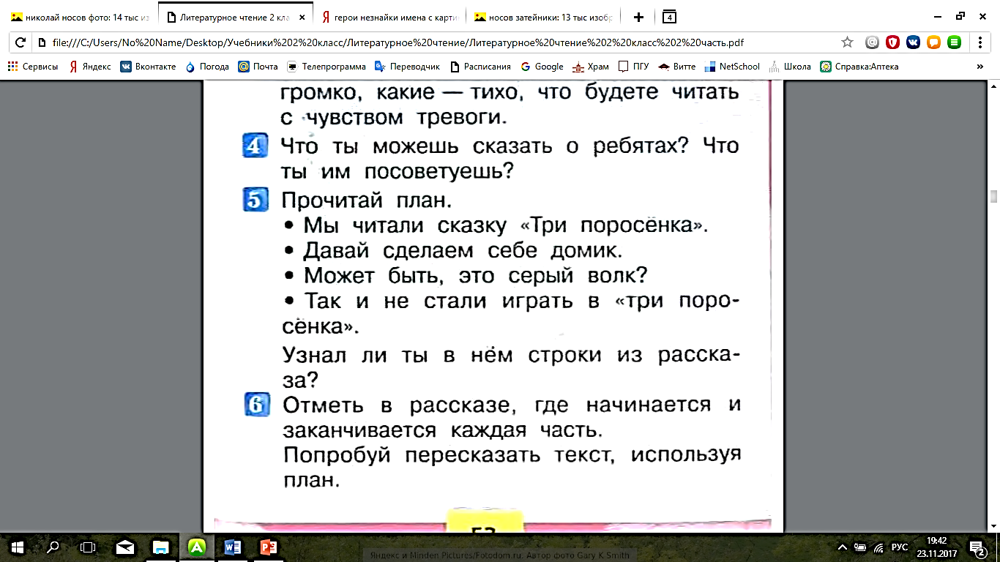 николай носов фото: 14 тыс из
Литературное чтение 2 кла
герои незнайки имена с карти
носов затейники: 13 тыс изобр
4
file:///C:/Users/No%20Name/Desktop/Учебники%202%20класс/Литературное%20чтение/Литературное%20чтение%202%20класс%202%20часть.pdf
Сервисы Яндекс Вконтакте Погода Почта Телепрограмма Переводчик Расписания Google Храм ПГУ Витте NetSchool Школа Справка:Аптека »
громко, какие — тихо, что будете читать
с чувством тревоги.
4 Что ты можешь сказать о ребятах? Что
ты им посоветуешь?
5 Прочитай план.
• Мы читали сказку «Три поросёнка».
• Давай сделаем себе домик.
• Может быть, это серый волк?
• Так и не стали играть в «три поро-
сёнка».
Узнал ли ты в нём строки из расска-
за?
6 Отметь в рассказе, где начинается и
заканчивается каждая часть.
Попробуй пересказать текст, используя
план.
Яндекс и Minden Pictures/Fotodom.ru. Автор фото Gary K Smith
РУС
19:42
23.11.2017
2